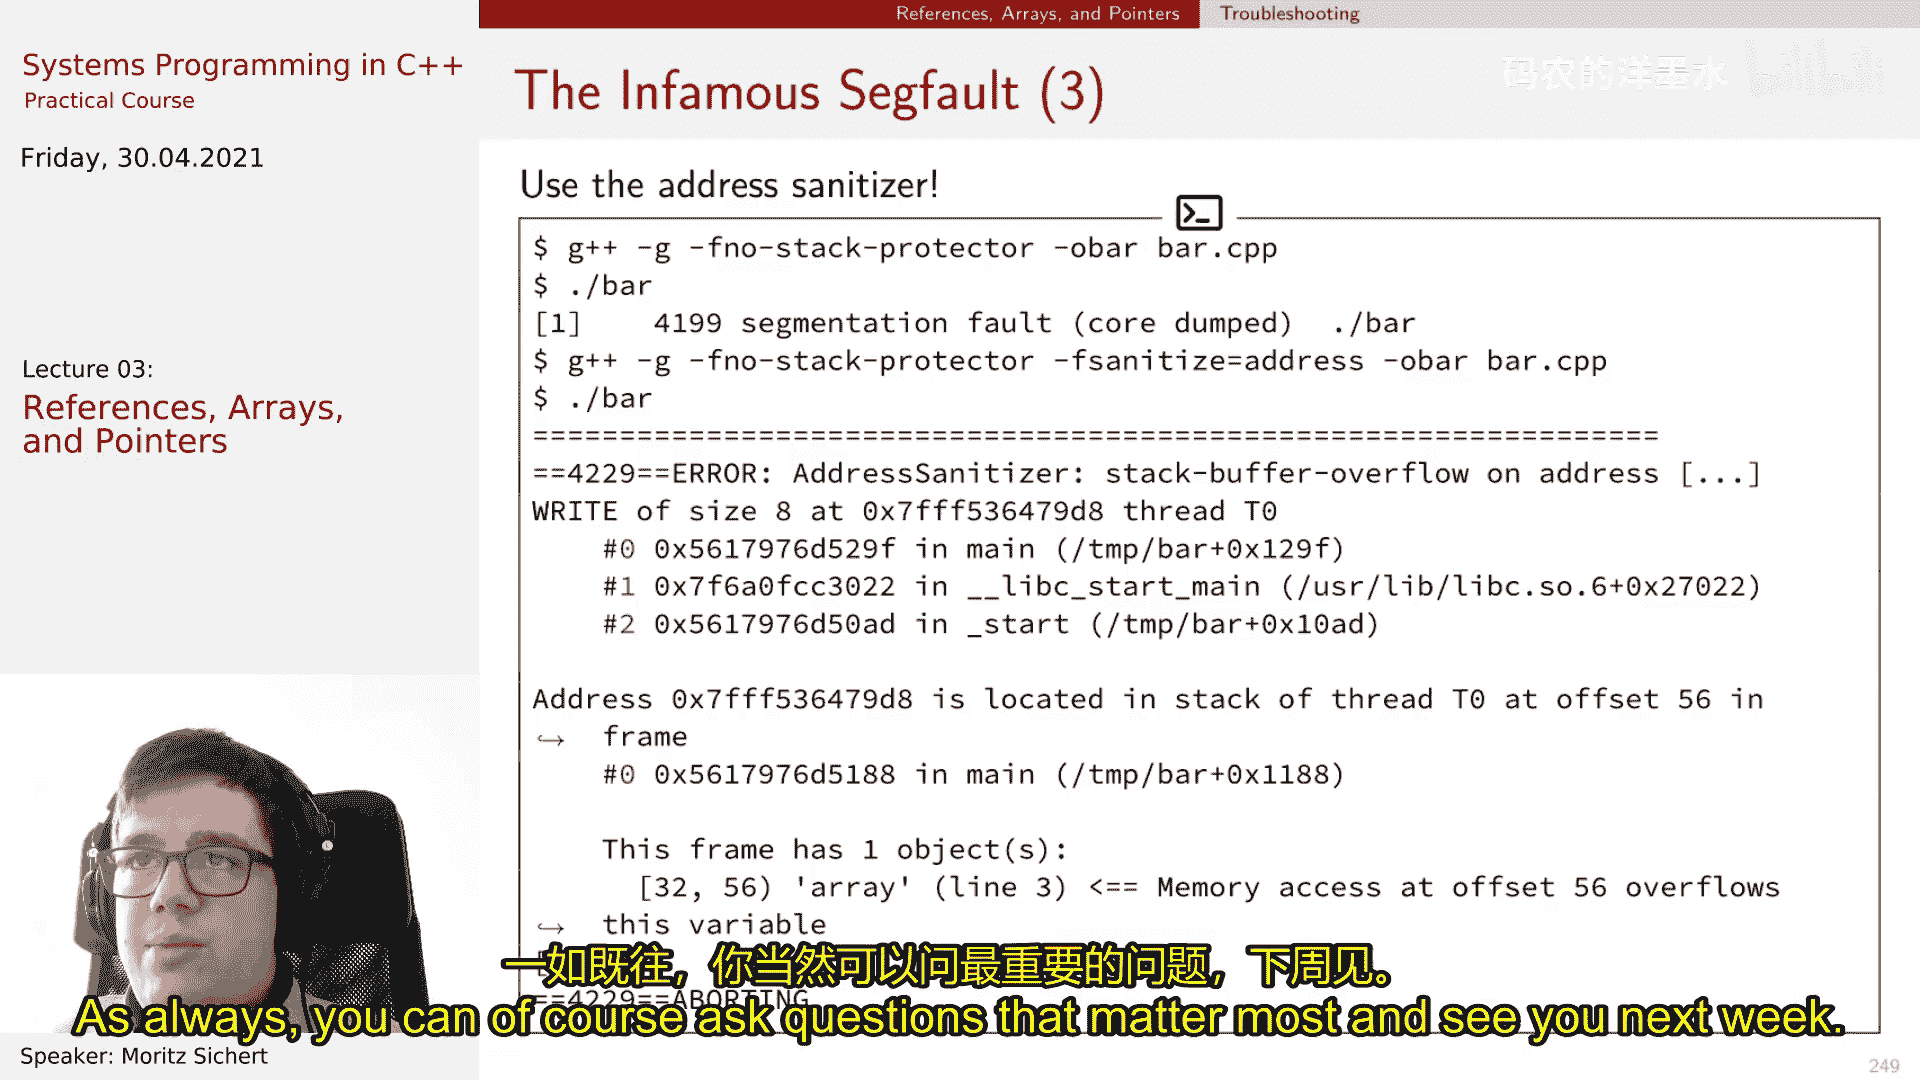 References, Arrays, and Pointers
Troubleshooting
Systems Programming in C++
Practical Course
Friday, 30.04.2021
Lecture 03:
References, Arrays,
and Pointers
The Infamous Segfault (3)
码农的洋墨水
Use the address sanitizer!
$ g++ -g -fno-stack-protector -obar bar.cpp
$ ./bar
[1]    4199 segmentation fault (core dumped)  ./bar
$ g++ -g -fno-stack-protector -fsanitize=address -obar bar.cpp
$ ./bar
=================================================================
==4229==ERROR: AddressSanitizer: stack-buffer-overflow on address [...]
WRITE of size 8 at 0x7fff536479d8 thread T0
    #0 0x5617976d529f in main (/tmp/bar+0x129f)
    #1 0x7f6a0fcc3022 in __libc_start_main (/usr/lib/libc.so.6+0x27022)
    #2 0x5617976d50ad in _start (/tmp/bar+0x10ad)
Address 0x7fff536479d8 is located in stack of thread T0 at offset 56 in
↪ frame
    #0 0x5617976d5188 in main (/tmp/bar+0x1188)
    This frame has 1 object(s):
      [32, 56) 'array' (line 3) <== Memory access at offset 56 overflows
↪ this variable
==4229==ABORTING
一如既往，你当然可以问最重要的问题，下周见。
As always, you can of course ask questions that matter most and see you next week.
Speaker: Moritz Sichert
249